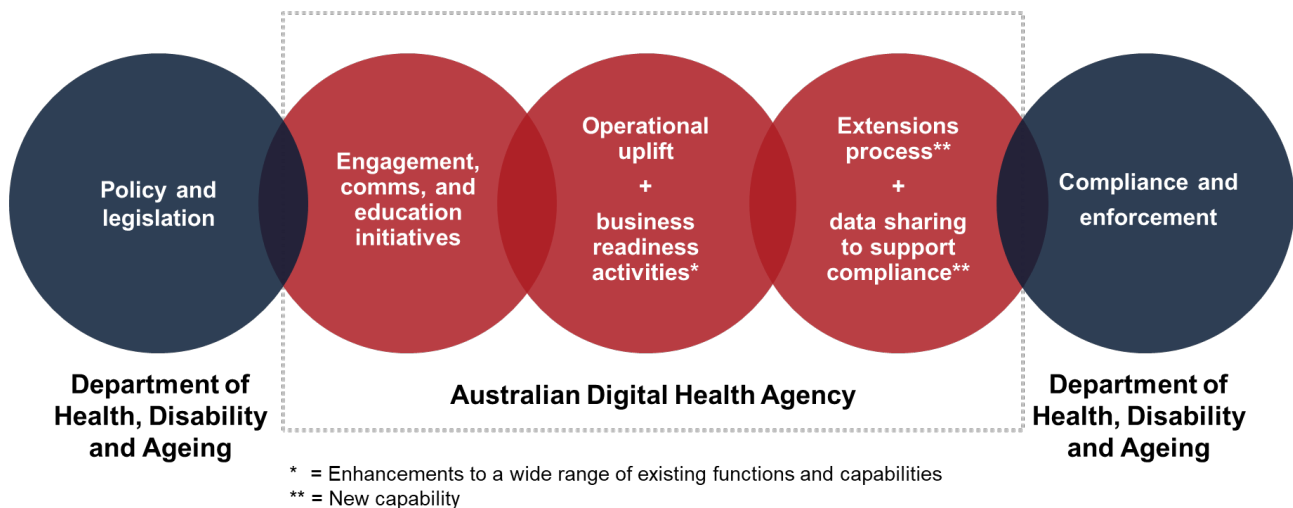 Policy and
legislation
Engagement,
comms, and
education
initiatives
Operational
uplift
+
business
readiness
activities*
Extensions
process**
+
data sharing
to support
compliance**
Compliance and
enforcement
Department of
Health, Disability
and Ageing
Australian Digital Health Agency
Department of
Health, Disability
and Ageing
* = Enhancements to a wide range of existing functions and capabilities
** = New capability